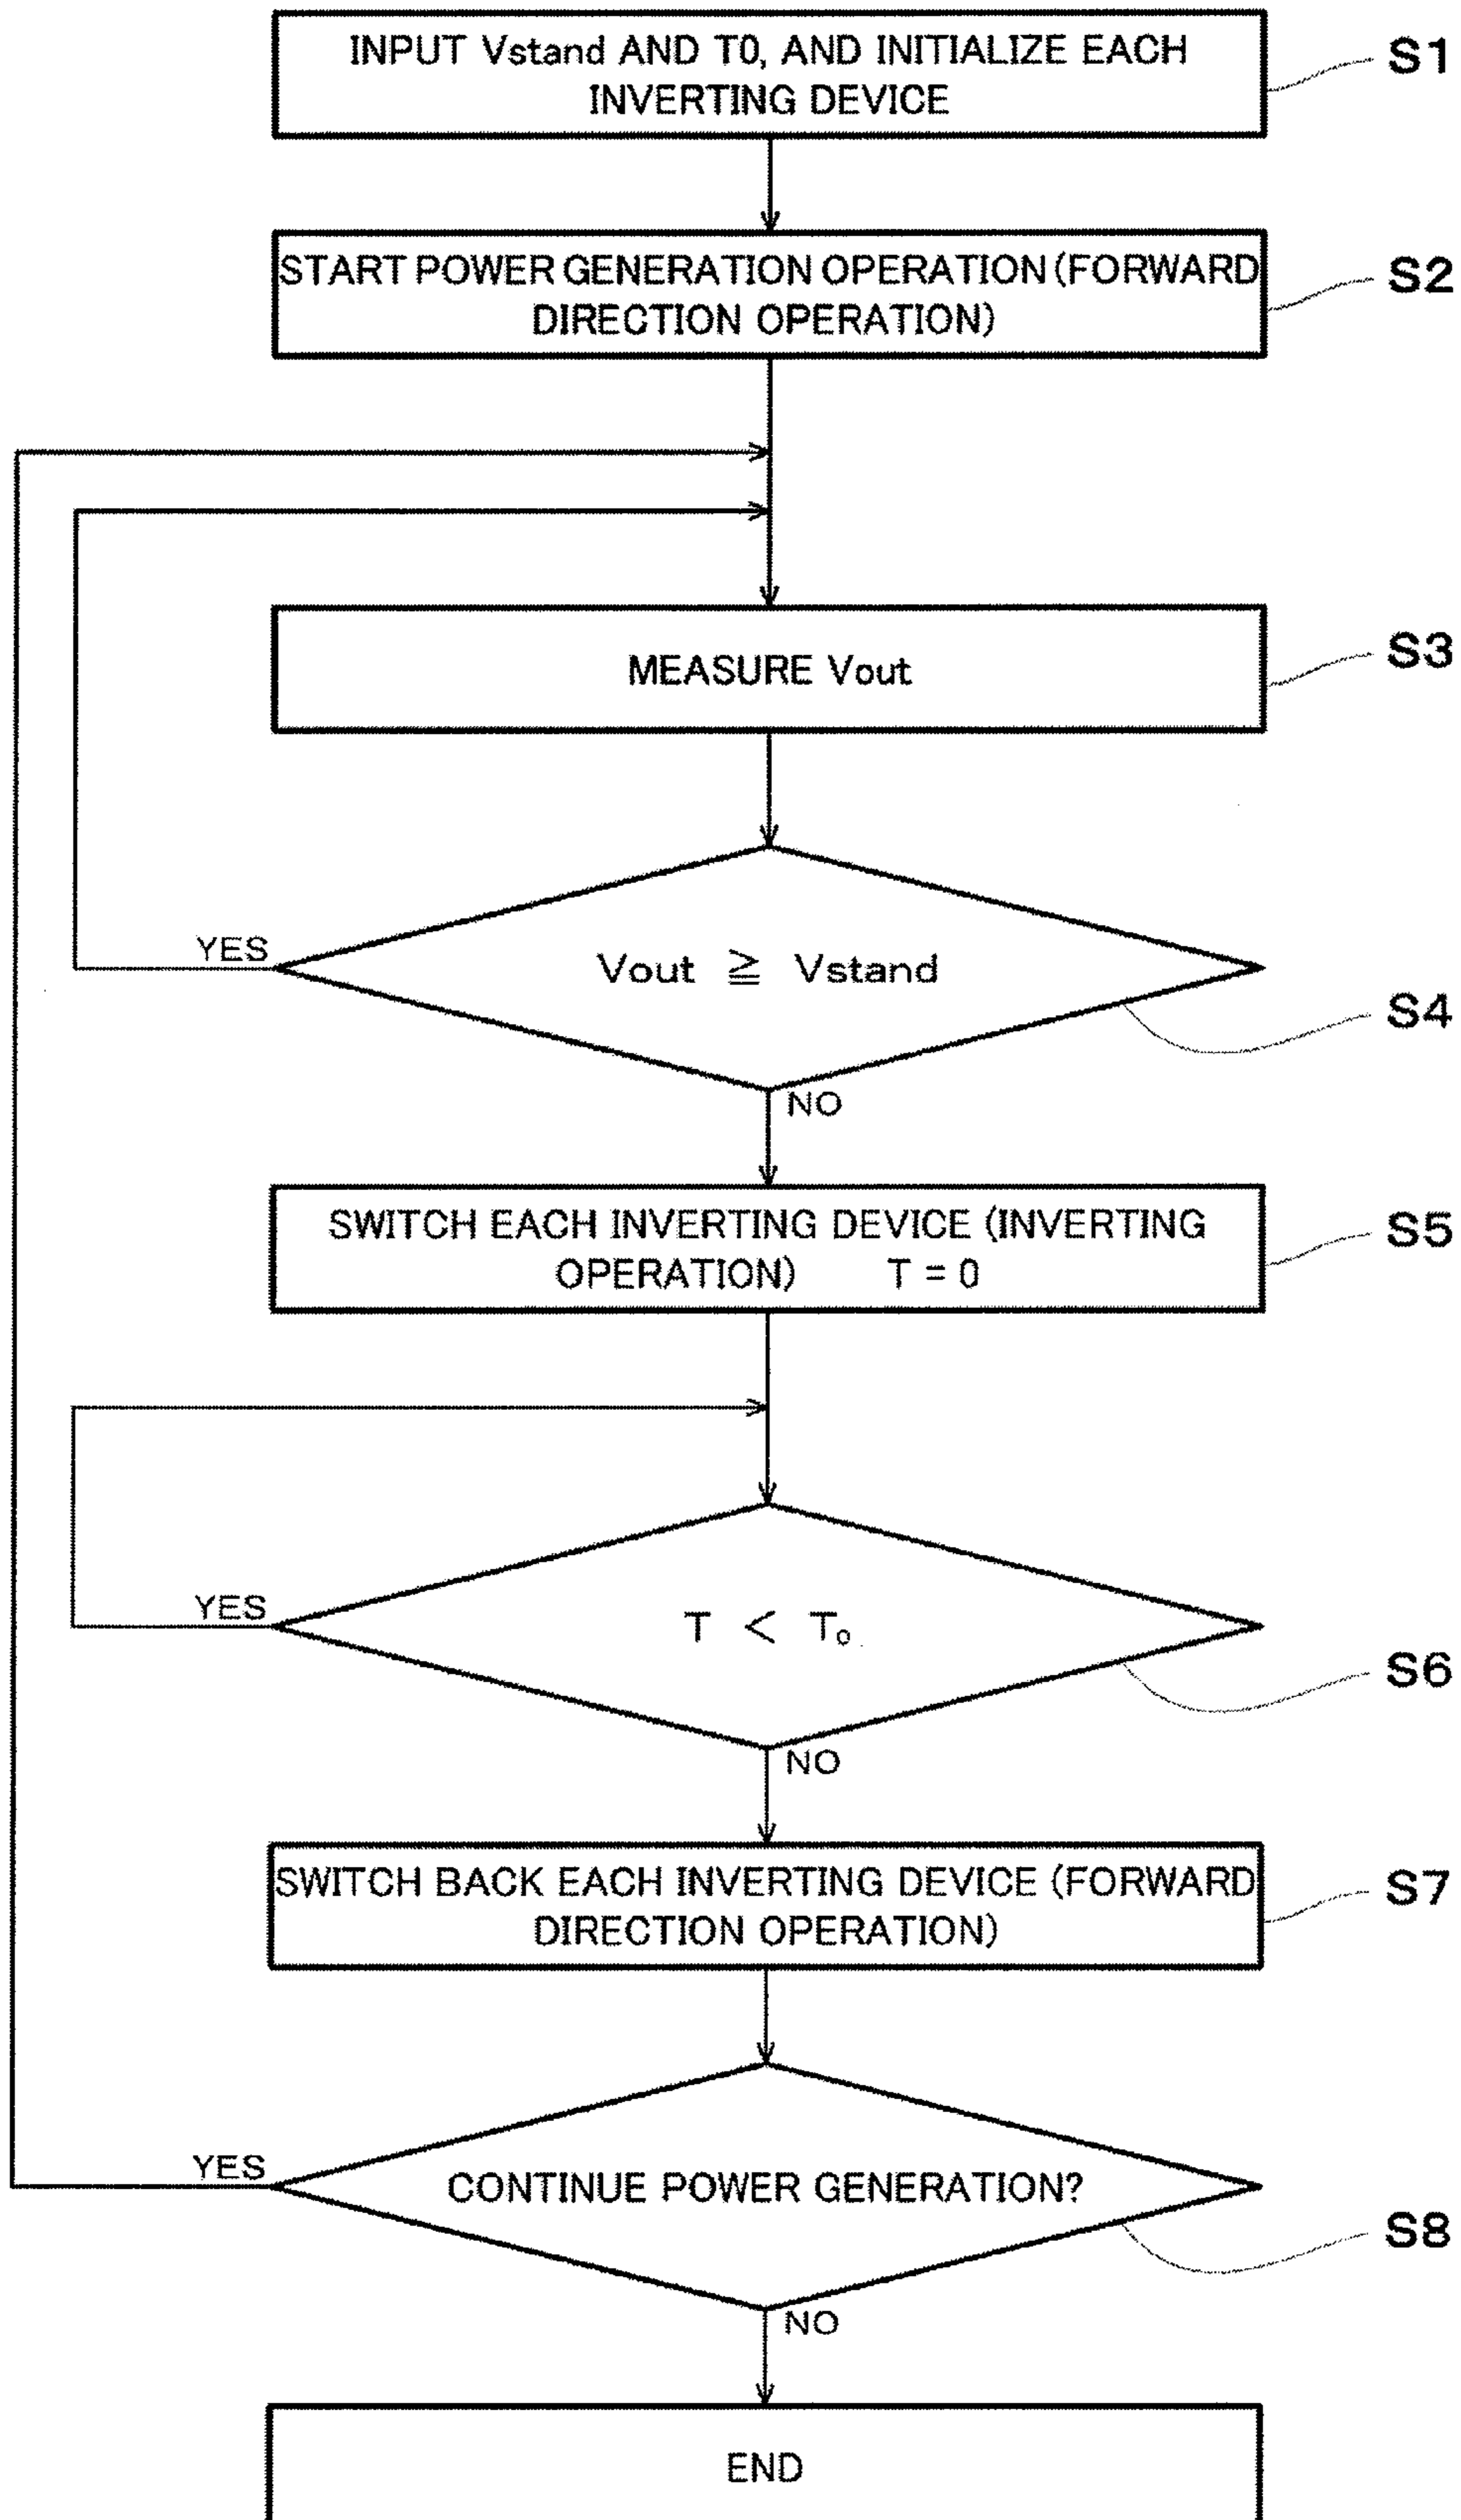 INPUT Vstand AND T0, AND INITIALIZE EACH
INVERTING DEVICE
S1
START POWER GENERATION OPERATION (FORWARD
DIRECTION OPERATION)
S2
MEASURE Vout
S3
YES
Vout ≧ Vstand
S4
NO
SWITCH EACH INVERTING DEVICE (INVERTING
OPERATION) T = 0
S5
YES
T < T₀
S6
NO
SWITCH BACK EACH INVERTING DEVICE (FORWARD
DIRECTION OPERATION)
S7
YES
CONTINUE POWER GENERATION?
S8
NO
END